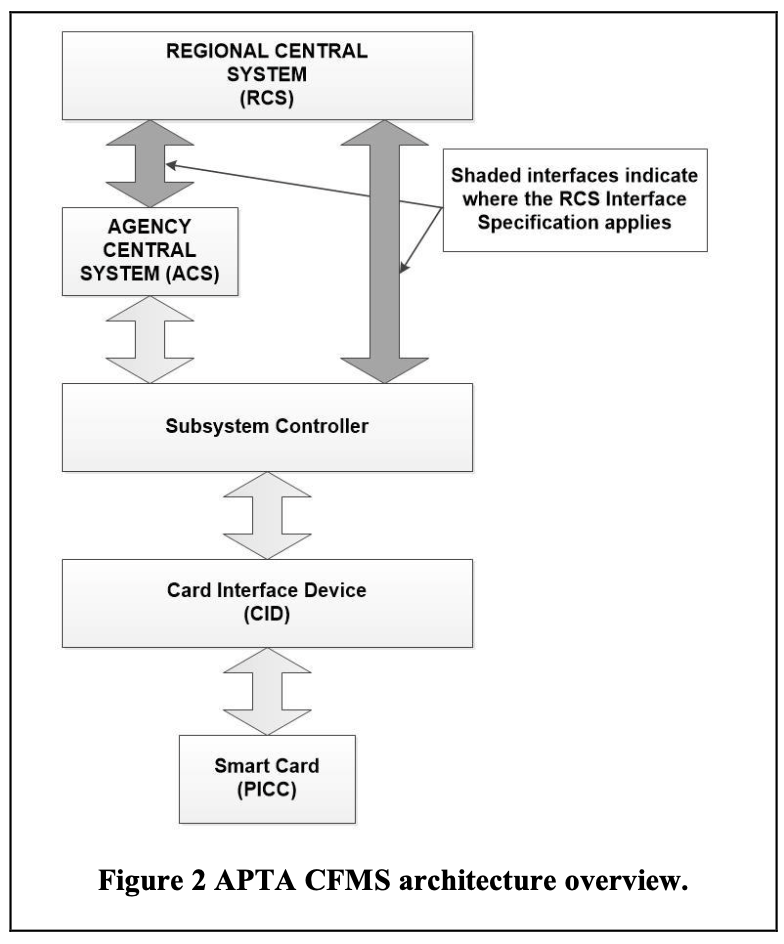 REGIONAL CENTRAL
SYSTEM
(RCS)
Shaded interfaces indicate
where the RCS Interface
Specification applies
AGENCY
CENTRAL
SYSTEM (ACS)
Subsystem Controller
Card Interface Device
(CID)
Smart Card
(PICC)
Figure 2 APTA CFMS architecture overview.